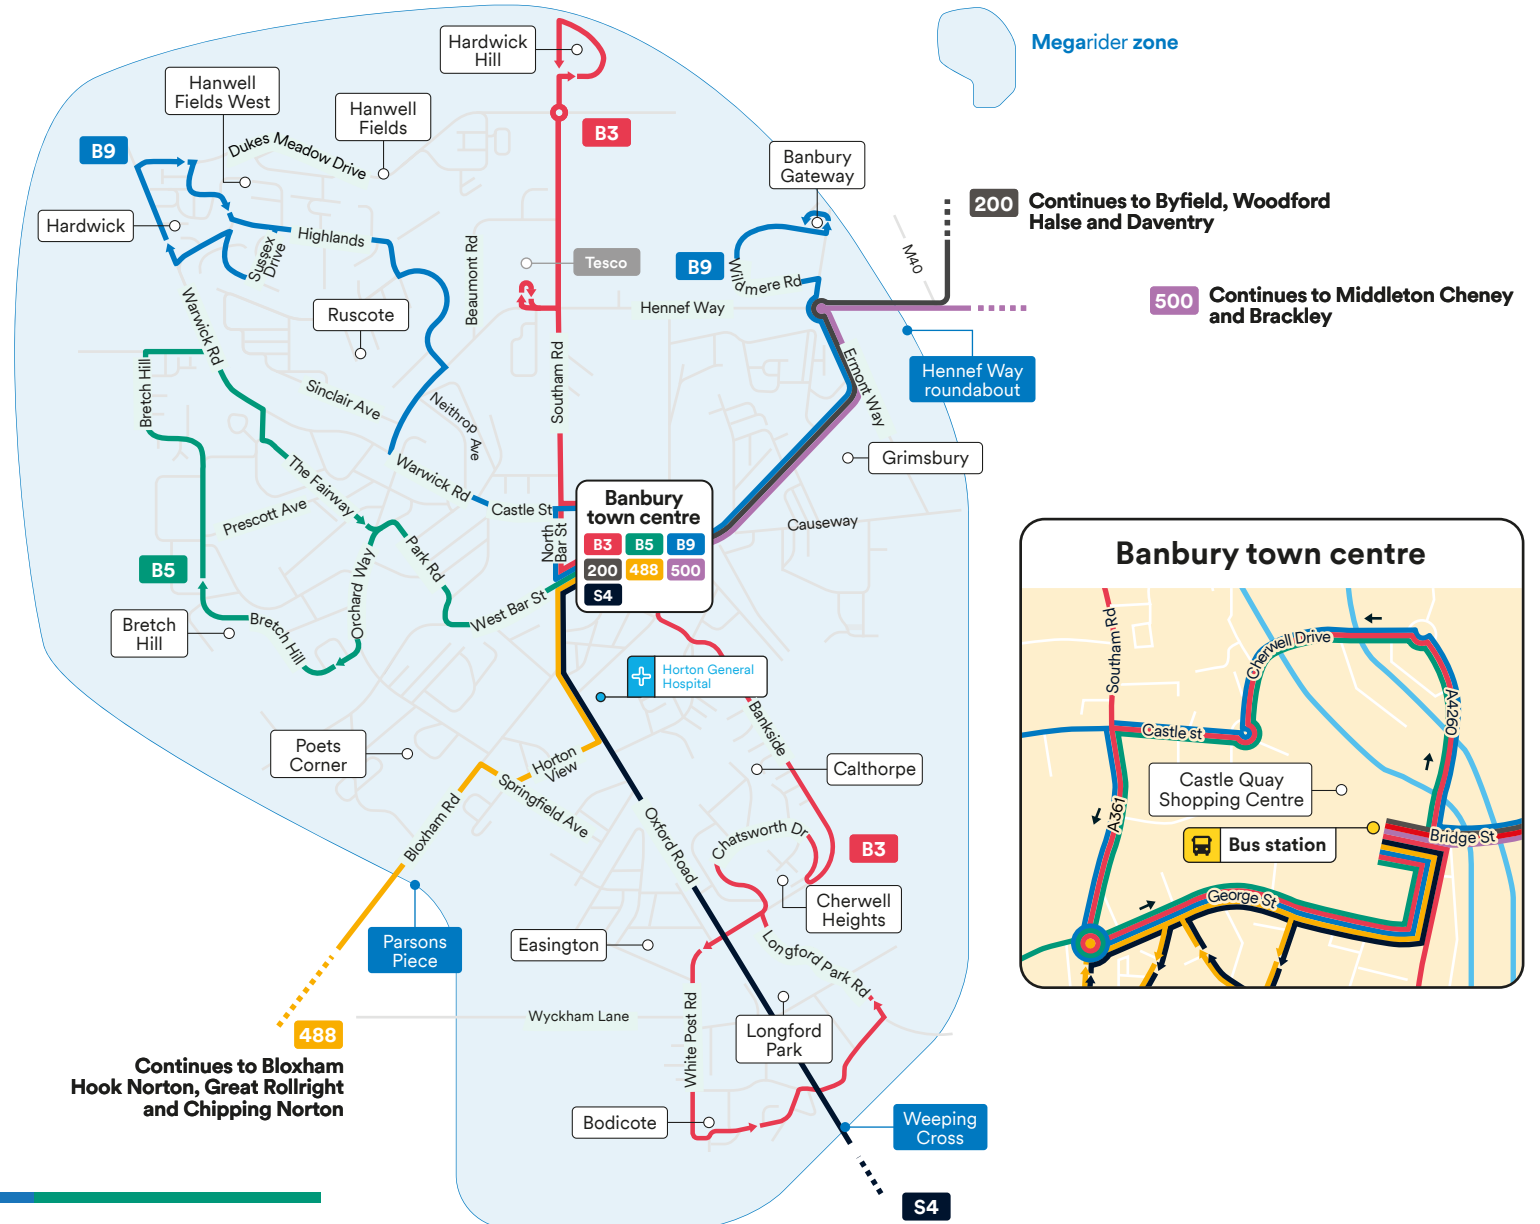 Hardwick
Hill
Megarider zone
Hanwell
Fields West
Hanwell
Fields
B3
B9
Dukes Meadow Drive
Banbury
Gateway
200 Continues to Byfield, Woodford
Halse and Daventry
Hardwick
Highlands
Sussex
Drive
Beaumont Rd
Tesco
B9
Wildmere Rd
M40
Warwick Rd
Ruscote
Hennef Way
500 Continues to Middleton Cheney
and Brackley
Bretch Hill
Southam Rd
Ermont Way
Hennef Way
roundabout
Sinclair Ave
Neithrop
Ave
The Fairway
Warwick Rd
Grimsbury
Prescott Ave
Castle St
North
Bar St
Banbury
town centre
B3 B5 B9
200 488 500
S4
Causeway
B5
Orchard Way
Park Rd
West Bar St
Bretch
Hill
Bretch Hill
Horton General
Hospital
Bankside
Poets
Corner
Horton
View
Calthorpe
Springfield Ave
Bloxham Rd
Oxford Road
Chatsworth Dr
B3
Cherwell
Heights
Parsons
Piece
Easington
Longford Park Rd
White Post Rd
Wyckham Lane
Longford
Park
488
Continues to Bloxham
Hook Norton, Great Rollright
and Chipping Norton
Bodicote
Weeping
Cross
S4
Banbury town centre
Southam Rd
Cherwell Drive
Castle st
A4260
Castle Quay
Shopping Centre
A361
Bus station
Bridge St
George St